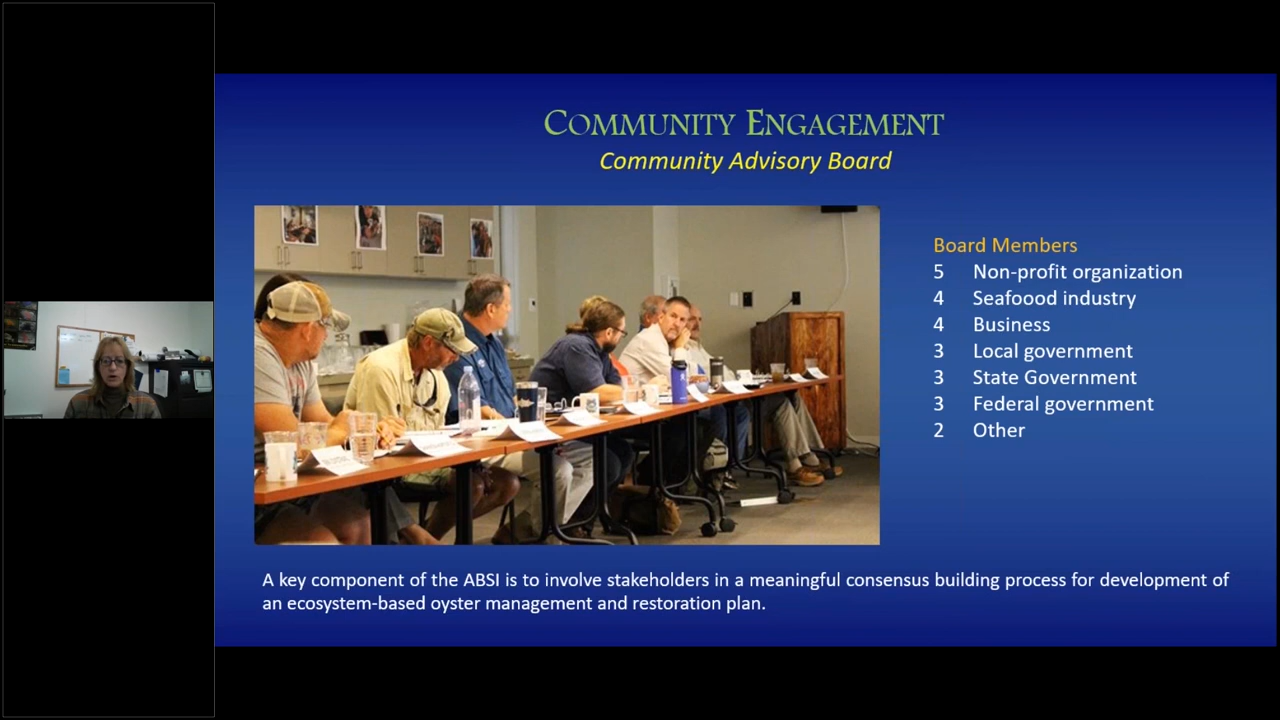 COMMUNITY ENGAGEMENT
Community Advisory Board
Board Members
5 Non-profit organization
4 Seafoood industry
4 Business
3 Local government
3 State Government
3 Federal government
2 Other
A key component of the ABSI is to involve stakeholders in a meaningful consensus building process for development of
an ecosystem-based oyster management and restoration plan.